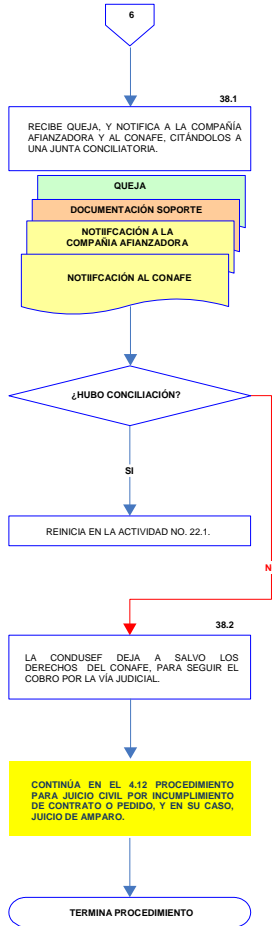 6
38.1
RECIBE QUEJA, Y NOTIFICA A LA COMPAÑÍA
AFIANZADORA Y AL CONAFE, CITÁNDOLOS A
UNA JUNTA CONCILIATORIA.
QUEJA
DOCUMENTACIÓN SOPORTE
NOTIIFCACIÓN A LA
COMPAÑIA AFIANZADORA
NOTIIFCACIÓN AL CONAFE
¿HUBO CONCILIACIÓN?
SI
REINICIA EN LA ACTIVIDAD NO. 22.1.
N
38.2
LA CONDUSEF DEJA A SALVO LOS
DERECHOS DEL CONAFE, PARA SEGUIR EL
COBRO POR LA VÍA JUDICIAL.
CONTINÚA EN EL 4.12 PROCEDIMIENTO
PARA JUICIO CIVIL POR INCUMPLIMIENTO
DE CONTRATO O PEDIDO, Y EN SU CASO,
JUICIO DE AMPARO.
TERMINA PROCEDIMIENTO